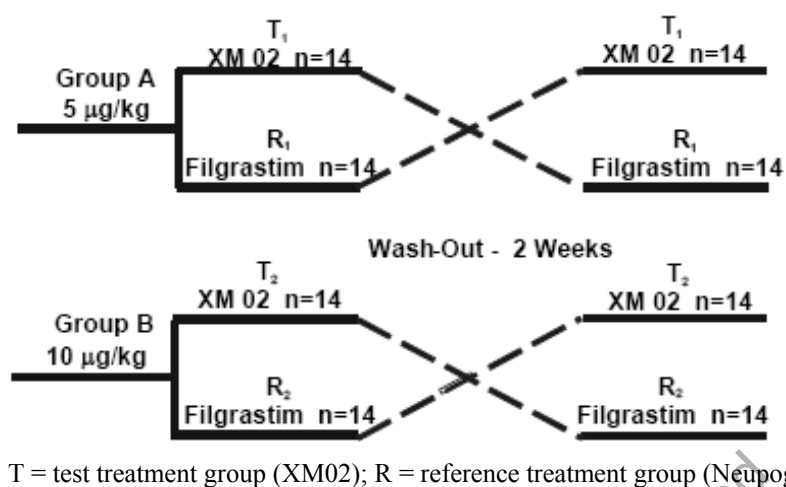 T₁ T₁
XM 02 n=14 XM 02 n=14
Group A
5 µg/kg
R₁ R₁
Filgrastim n=14 Filgrastim n=14
Wash-Out - 2 Weeks
T₂ T₂
XM 02 n=14 XM 02 n=14
Group B
10 µg/kg
R₂ R₂
Filgrastim n=14 Filgrastim n=14
T = test treatment group (XM02); R = reference treatment group